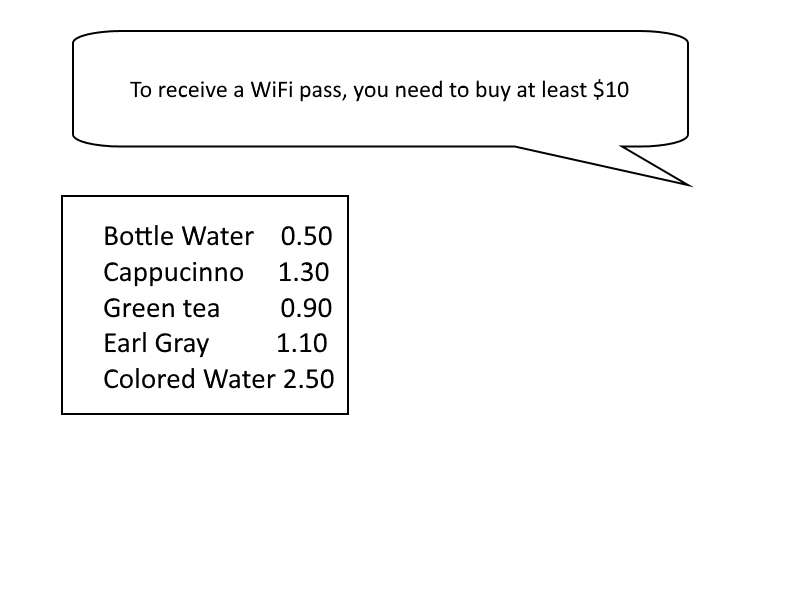 To receive a WiFi pass, you need to buy at least $10
Bottle Water 0.50
Cappucinno 1.30
Green tea 0.90
Earl Gray 1.10
Colored Water 2.50